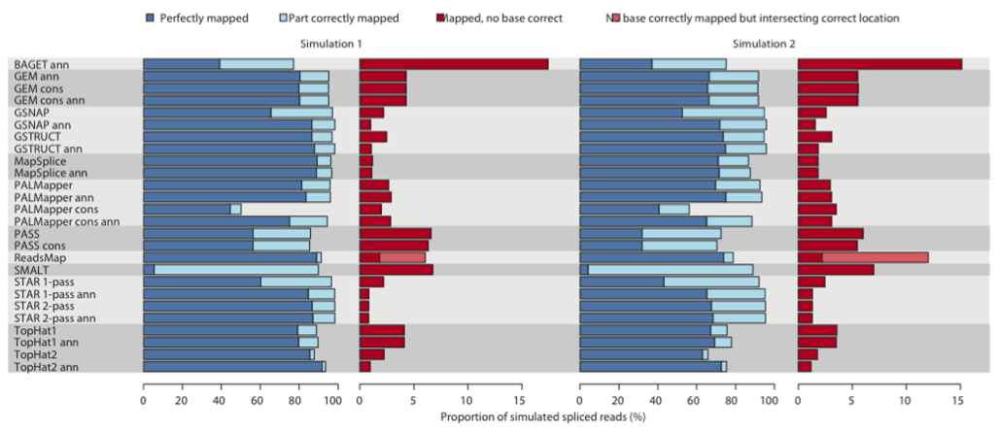 Perfectly mapped Part correctly mapped Mapped, no base correct No base correctly mapped but intersecting correct location
Simulation 1 Simulation 2
BAGET ann
GEM ann
GEM cons
GEM cons ann
GSNAP
GSNAP ann
GSTRUCT
GSTRUCT ann
MapSplice
MapSplice ann
PALMapper
PALMapper ann
PALMapper cons
PALMapper cons ann
PASS
PASS cons
ReadsMap
SMALT
STAR 1-pass
STAR 1-pass ann
STAR 2-pass
STAR 2-pass ann
TopHat1
TopHat1 ann
TopHat2
TopHat2 ann
0 20 40 60 80 100 0 5 10 15 0 20 40 60 80 100 0 5 10 15
Proportion of simulated spliced reads (%)